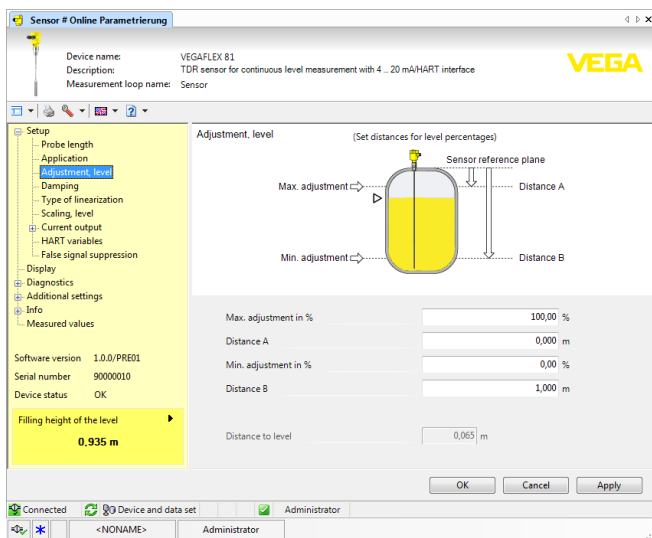 Sensor # Online Parametrierung
Device name: VEGAFLEX 81
Description: TDR sensor for continuous level measurement with 4 .. 20 mA/HART interface
Measurement loop name: Sensor
VEGA
Setup
Probe length
Application
Adjustment, level
Damping
Type of linearization
Scaling, level
Current output
HART variables
False signal suppression
Display
Diagnostics
Additional settings
Info
Measured values
Software version 1.0.0/PRE01
Serial number 90000010
Device status OK
Filling height of the level
0,935 m
Adjustment, level (Set distances for level percentages)
Sensor reference plane
Max. adjustment Distance A
Min. adjustment Distance B
Max. adjustment in % 100,00 %
Distance A 0,000 m
Min. adjustment in % 0,00 %
Distance B 1,000 m
Distance to level 0,065 m
OK Cancel Apply
Connected Device and data set Administrator
<NONAME> Administrator